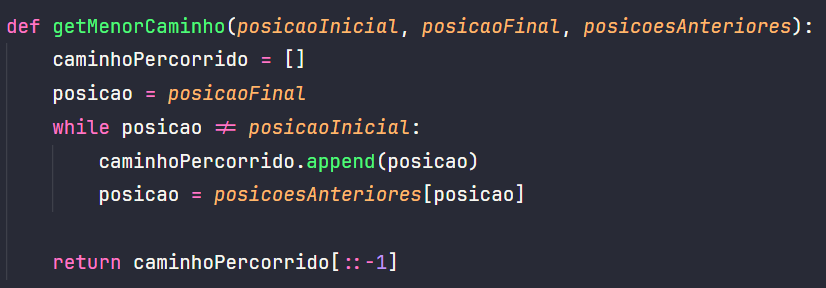 def getMenorCaminho(posicaoInicial, posicaoFinal, posicoesAnteriores):
    caminhoPercorrido = []
    posicao = posicaoFinal
    while posicao != posicaoInicial:
        caminhoPercorrido.append(posicao)
        posicao = posicoesAnteriores[posicao]

    return caminhoPercorrido[::-1]